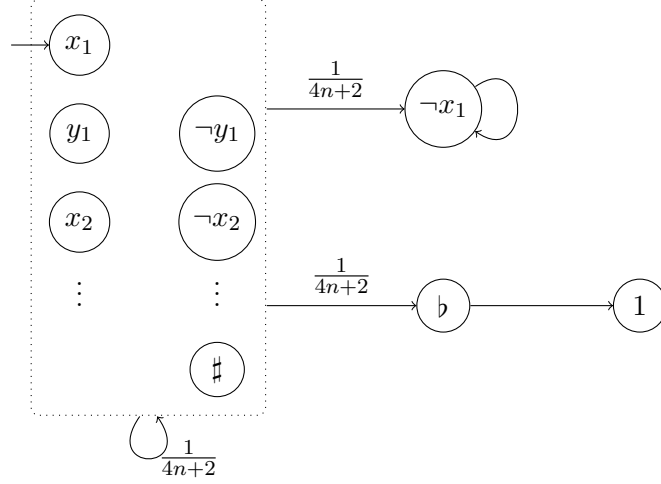 x₁
1/(4n+2)
¬x₁
y₁ ¬y₁
x₂ ¬x₂
⋮ ⋮
1/(4n+2)
♭ 1
♯
1/(4n+2)